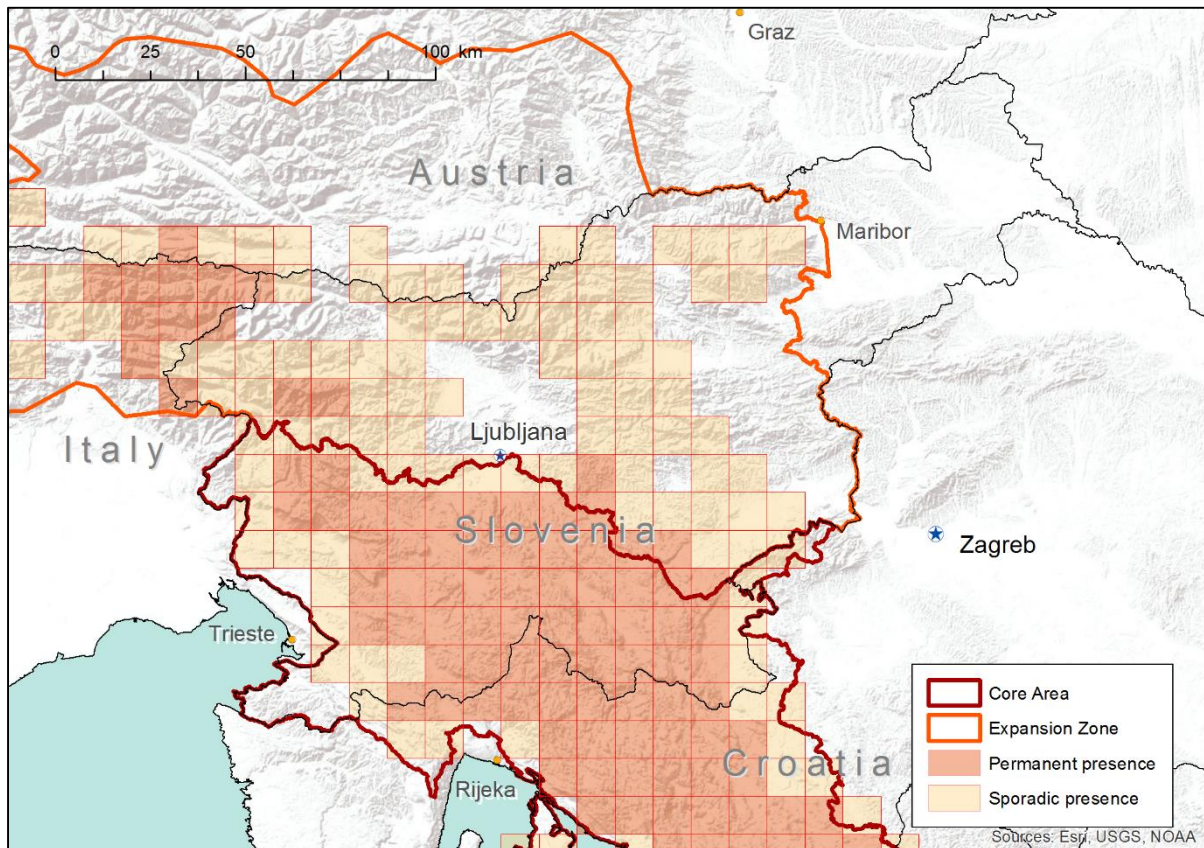 Graz
0 25 50 100 km
Austria
Maribor
Ljubljana
Italy
Slovenia
Zagreb
Trieste
Core Area
Expansion Zone
Croatia
Permanent presence
Rijeka
Sporadic presence
Sources: Esri, USGS, NOAA